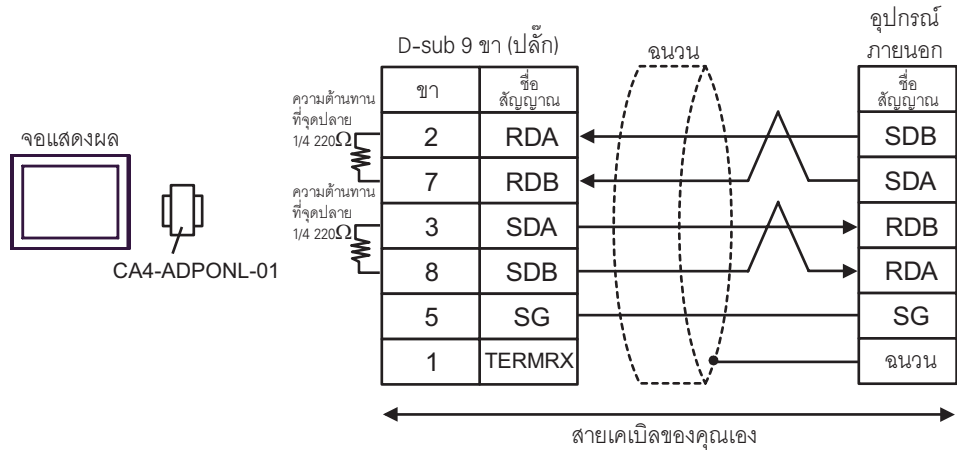 จอแสดงผล
CA4-ADPONL-01
D-sub 9 ขา (ปลั๊ก)
ฉนวน
อุปกรณ์
ภายนอก
ความต้านทาน
ที่จุดปลาย
1/4 220Ω
ความต้านทาน
ที่จุดปลาย
1/4 220Ω
ขา ชื่อ
สัญญาณ
ชื่อ
สัญญาณ
2 RDA SDB
7 RDB SDA
3 SDA RDB
8 SDB RDA
5 SG SG
1 TERMRX ฉนวน
สายเคเบิลของคุณเอง